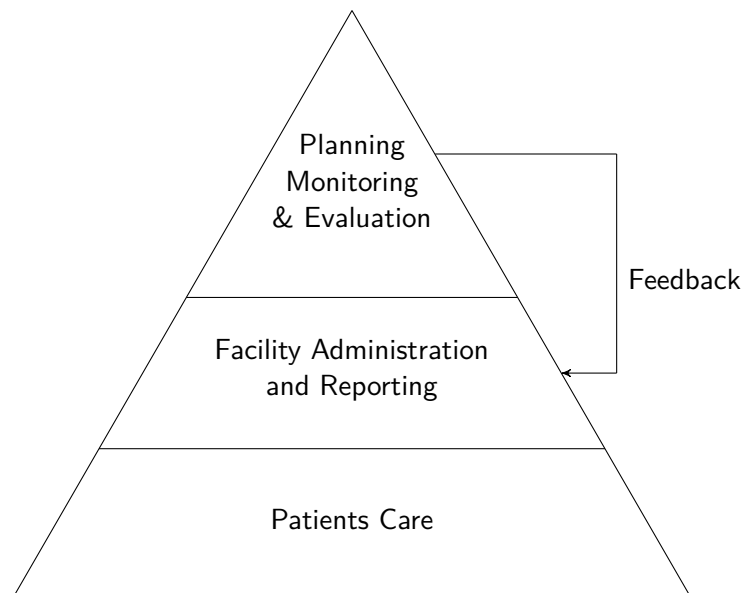 Planning
Monitoring
& Evaluation
Feedback
Facility Administration
and Reporting
Patients Care